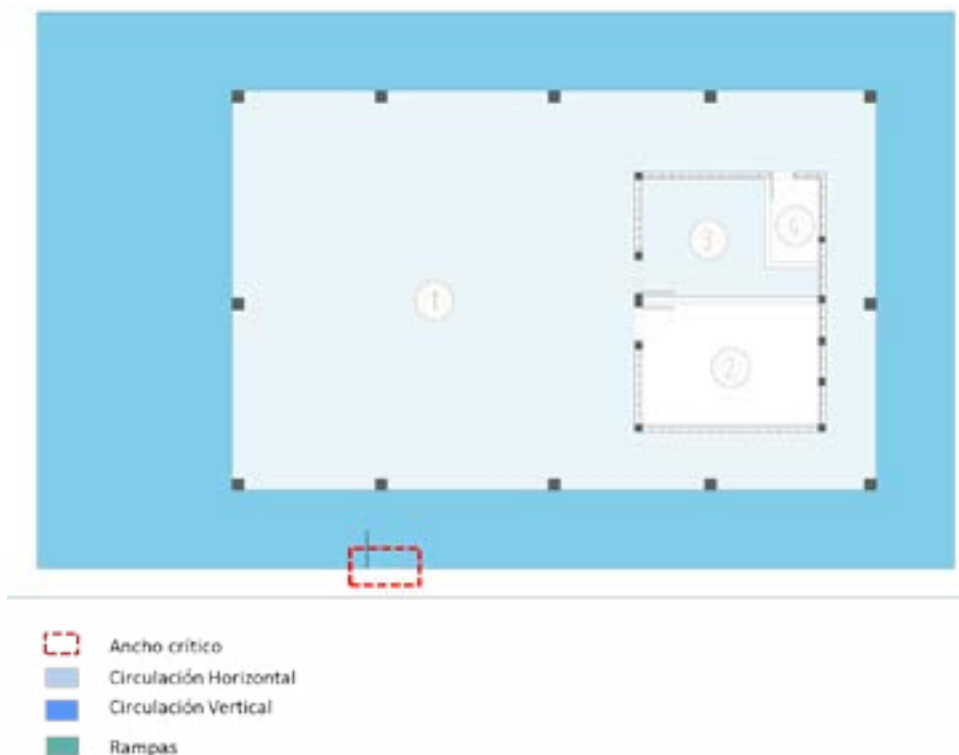 3
4
1
2
Ancho crítico
Circulación Horizontal
Circulación Vertical
Rampas